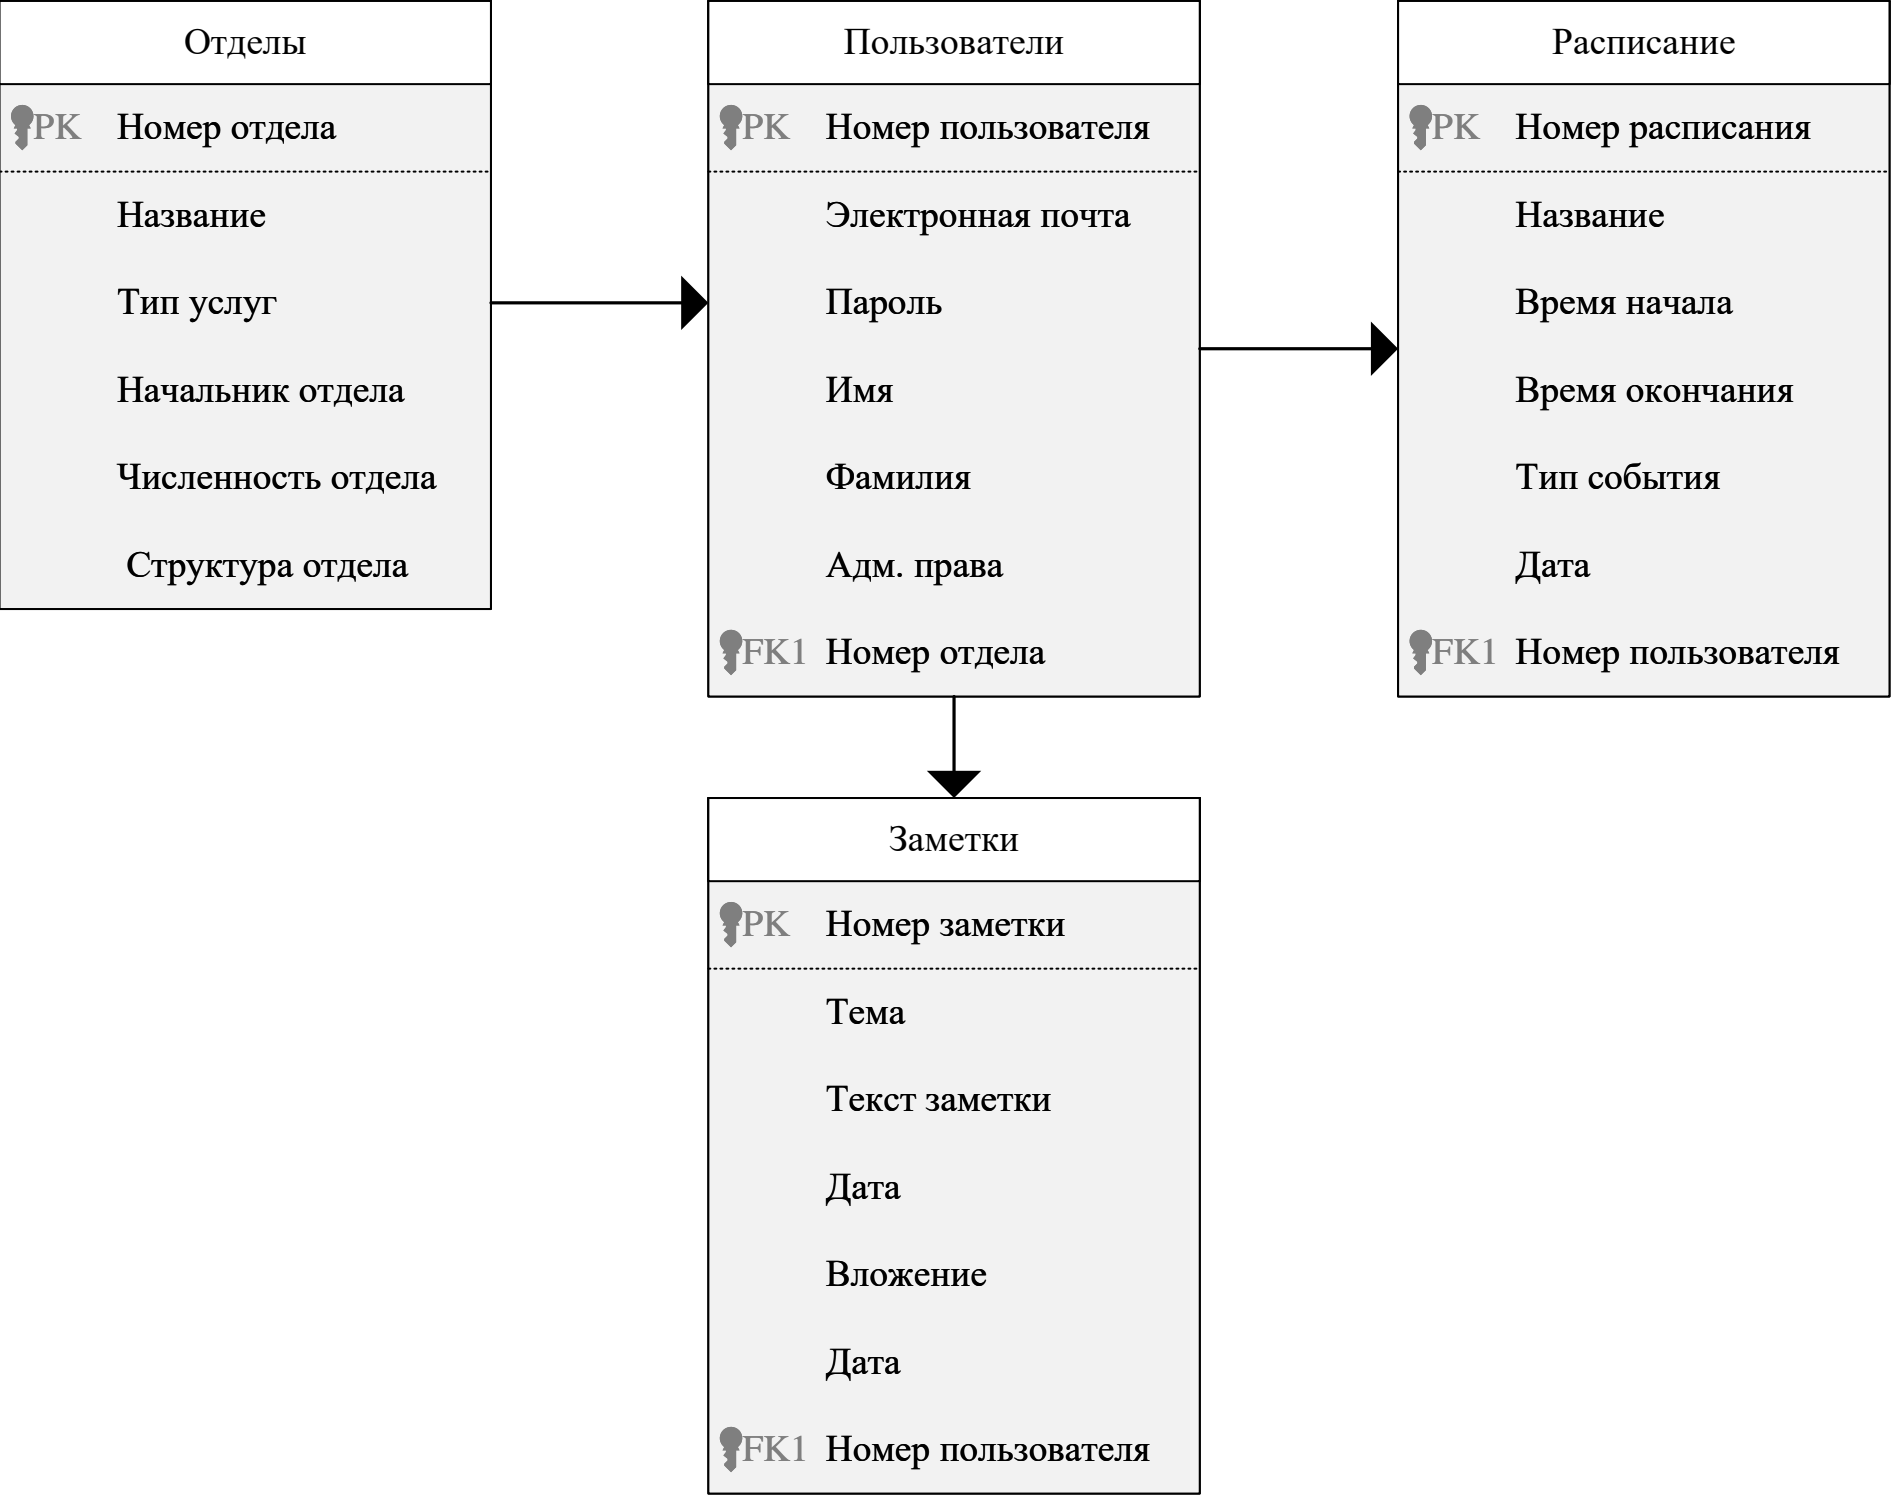 Отделы
PK Номер отдела
Название
Тип услуг
Начальник отдела
Численность отдела
Структура отдела
Пользователи
PK Номер пользователя
Электронная почта
Пароль
Имя
Фамилия
Адм. права
FK1 Номер отдела
Расписание
PK Номер расписания
Название
Время начала
Время окончания
Тип события
Дата
FK1 Номер пользователя
Заметки
PK Номер заметки
Тема
Текст заметки
Дата
Вложение
Дата
FK1 Номер пользователя